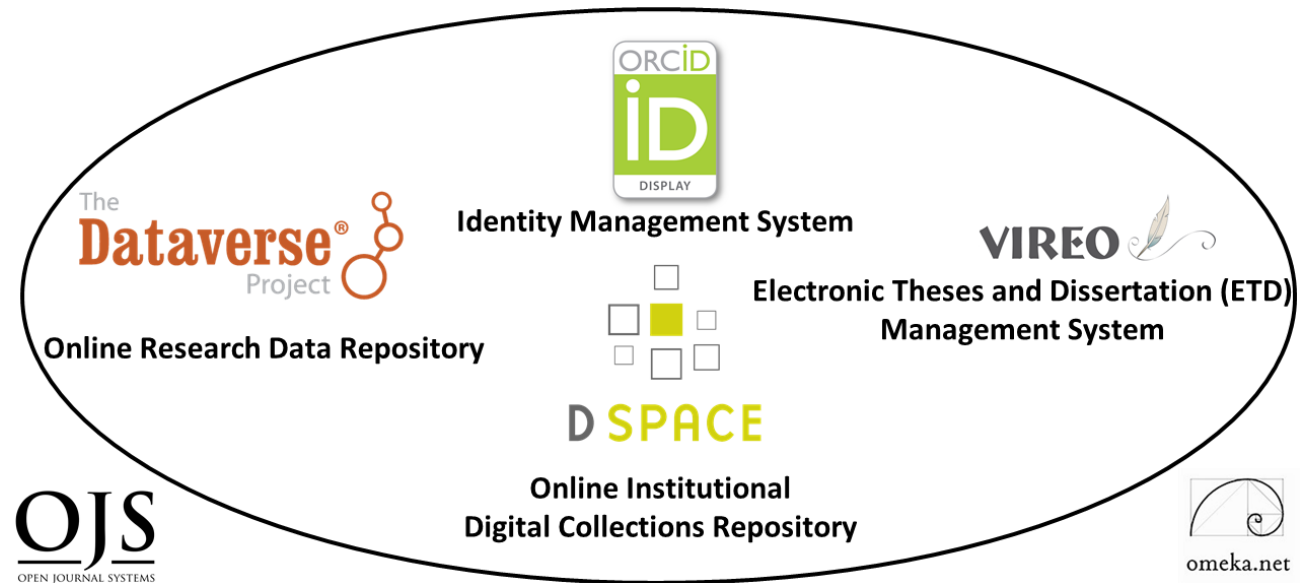 ORCID
iD
DISPLAY
Identity Management System
The
Dataverse®
Project
Online Research Data Repository
VIREO
Electronic Theses and Dissertation (ETD)
Management System
D SPACE
Online Institutional
Digital Collections Repository
OJS
OPEN JOURNAL SYSTEMS
omeka.net